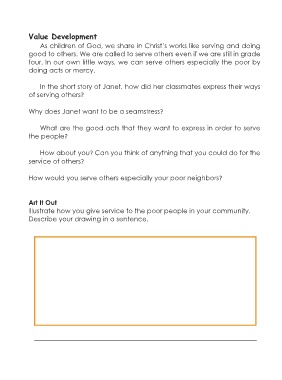 Value Development
As children of God, we share in Christ's works like serving and doing
good to others. We are called to serve others even if we are still in grade
four. In our own little ways, we can serve others especially the poor by
doing acts or mercy.
In the short story of Janet, how did her classmates express their ways
of serving others?
Why does Janet want to be a seamstress?
What are the good acts that they want to express in order to serve
the people?
How about you? Can you think of anything that you could do for the
service of others?
How would you serve others especially your poor neighbors?
Art It Out
Illustrate how you give service to the poor people in your community.
Describe your drawing in a sentence.